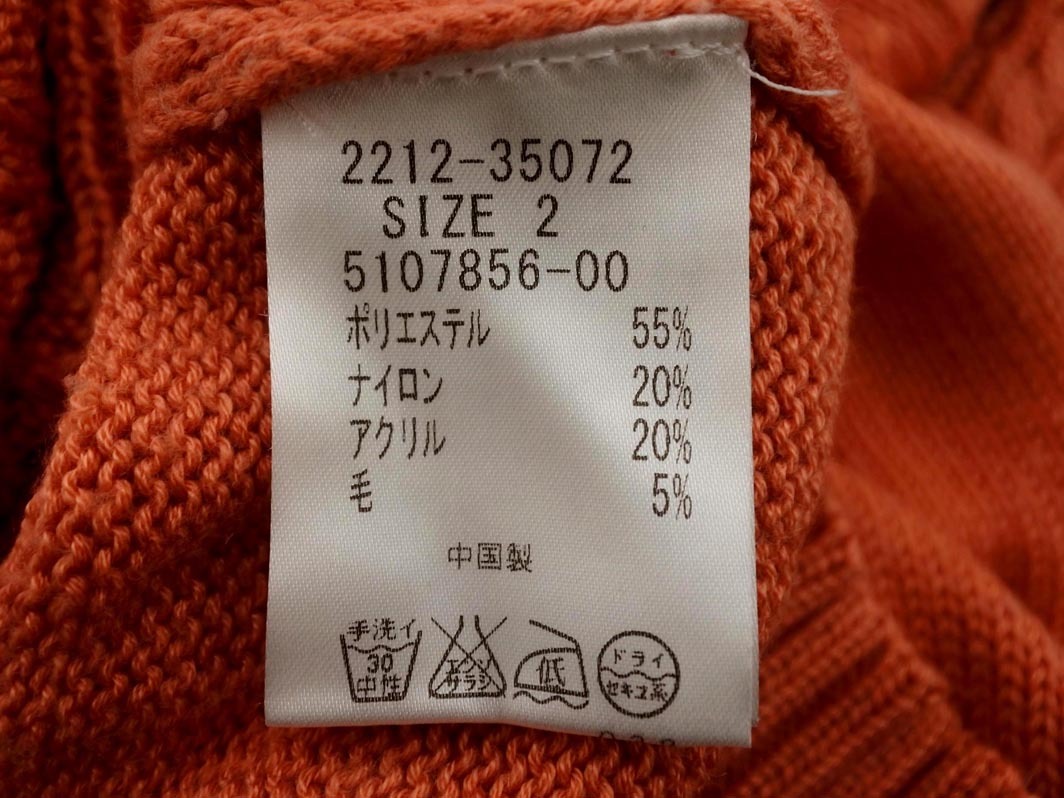 2212-35072
SIZE 2
5107856-00
ポリエステル 55%
ナイロン 20%
アクリル 20%
毛 5%
中国製
手洗イ
30
中性
エンソ
サラシ
低
ドライ
セキユ系